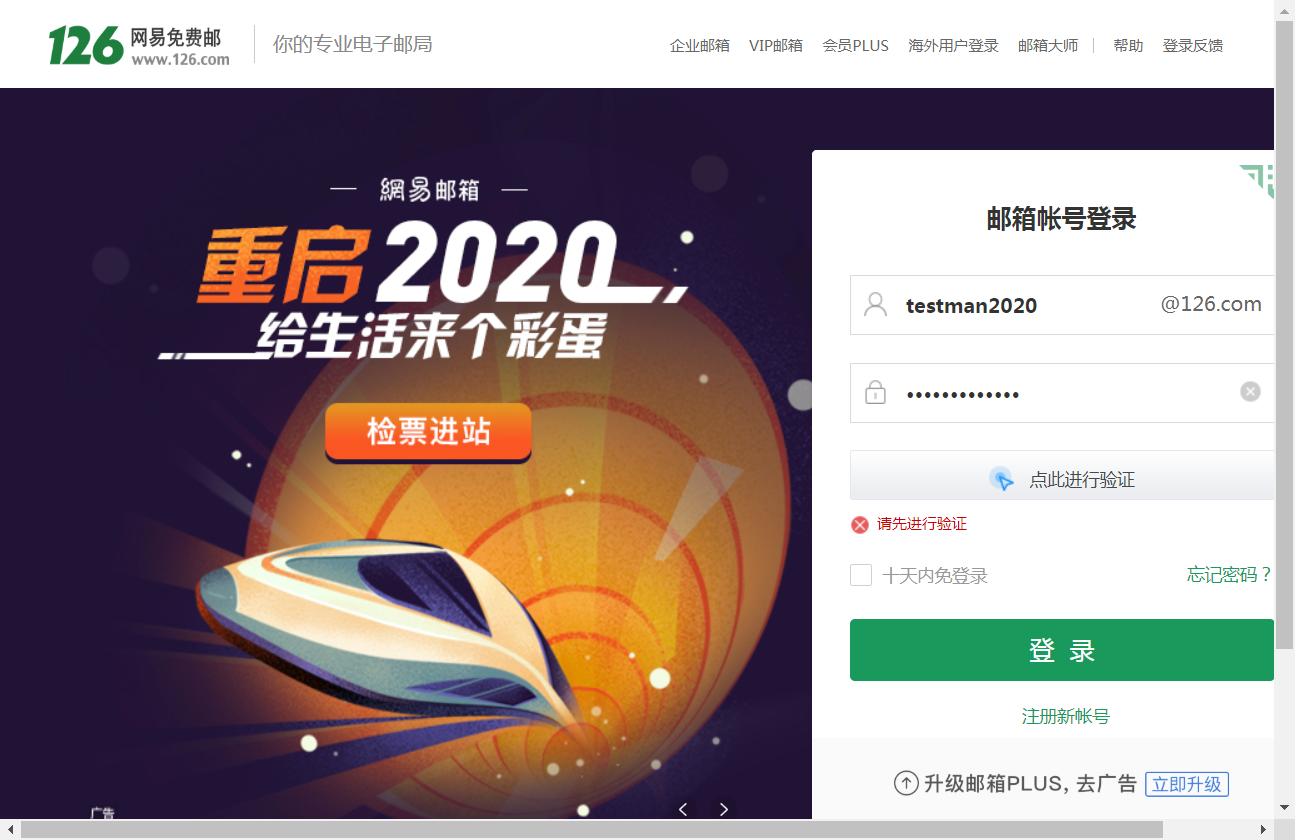 126 网易免费邮
www.126.com
你的专业电子邮局
企业邮箱 VIP邮箱 会员PLUS 海外用户登录 邮箱大师 帮助 登录反馈
網易邮箱
重启2020
给生活来个彩蛋
检票进站
广告
邮箱帐号登录
testman2020 @126.com
•••••••••••••
点此进行验证
请先进行验证
十天内免登录 忘记密码？
登 录
注册新帐号
升级邮箱PLUS, 去广告 立即升级